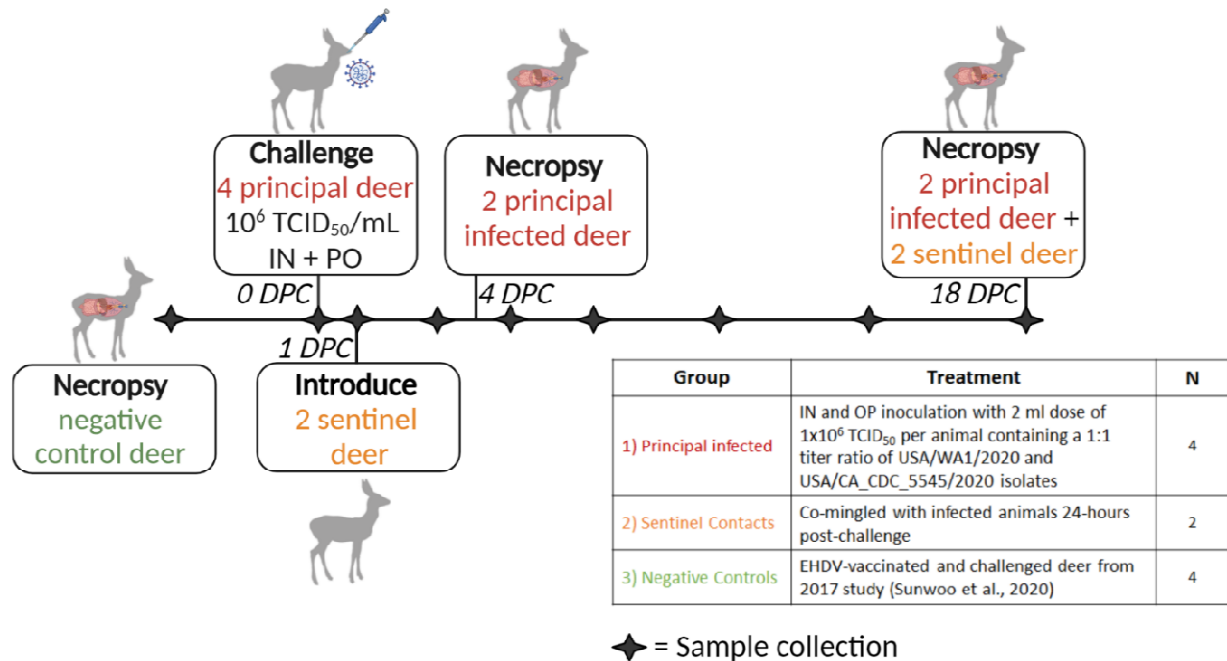 Challenge
4 principal deer
10⁶ TCID₅₀/mL
IN + PO
Necropsy
2 principal
infected deer
Necropsy
2 principal
infected deer +
2 sentinel deer
0 DPC
4 DPC
18 DPC
1 DPC
Necropsy
negative
control deer
Introduce
2 sentinel
deer
Group Treatment N
1) Principal infected
IN and OP inoculation with 2 ml dose of
1x10⁶ TCID₅₀ per animal containing a 1:1
titer ratio of USA/WA1/2020 and
USA/CA_CDC_5545/2020 isolates
4
2) Sentinel Contacts
Co-mingled with infected animals 24-hours
post-challenge
2
3) Negative Controls
EHDV-vaccinated and challenged deer from
2017 study (Sunwoo et al., 2020)
4
= Sample collection